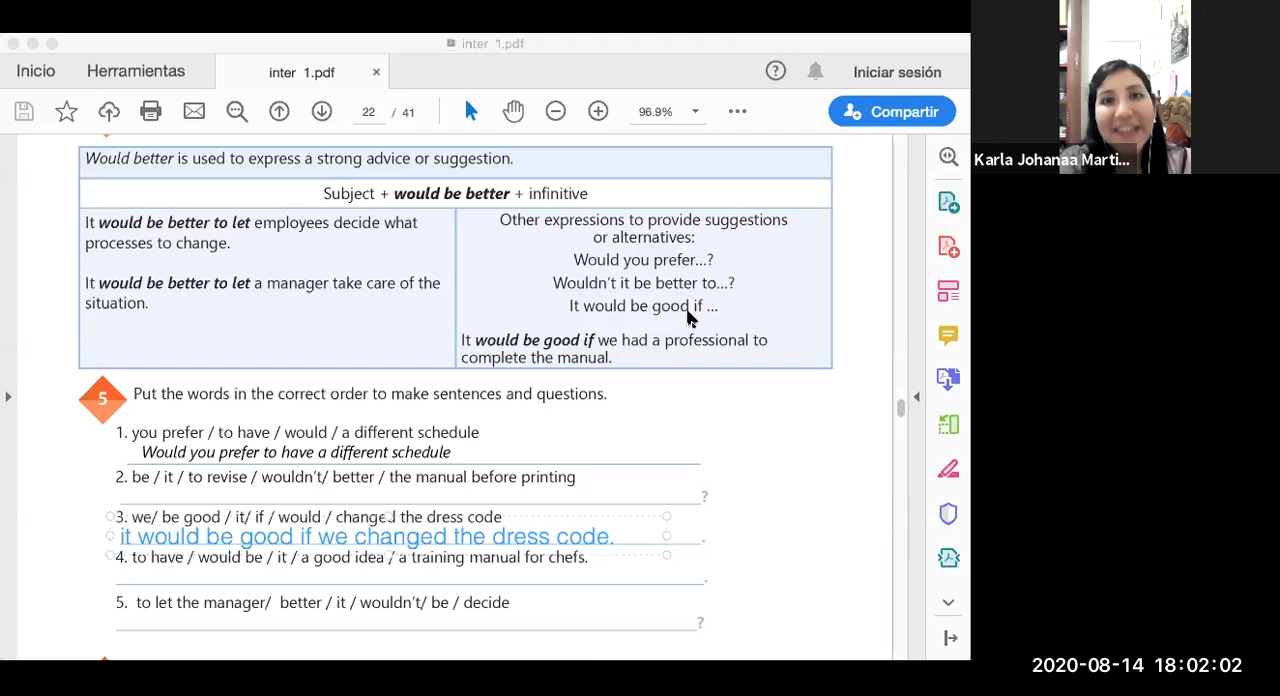 inter 1.pdf
Inicio Herramientas inter 1.pdf × Iniciar sesión
22 / 41 96.9% Compartir
Karla Johanaa Marti...
Would better is used to express a strong advice or suggestion.
Subject + would be better + infinitive
It would be better to let employees decide what
processes to change.
It would be better to let a manager take care of the
situation.
Other expressions to provide suggestions
or alternatives:
Would you prefer...?
Wouldn't it be better to...?
It would be good if ...
It would be good if we had a professional to
complete the manual.
5 Put the words in the correct order to make sentences and questions.
1. you prefer / to have / would / a different schedule
Would you prefer to have a different schedule
2. be / it / to revise / wouldn't/ better / the manual before printing
?
3. we/ be good / it/ if / would / changed the dress code
it would be good if we changed the dress code.
.
4. to have / would be / it / a good idea / a training manual for chefs.
.
5. to let the manager/ better / it / wouldn't/ be / decide
?
2020-08-14 18:02:02